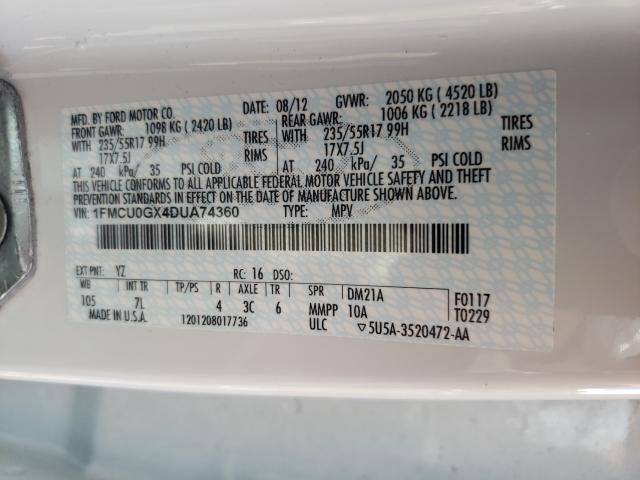 MFD. BY FORD MOTOR CO. DATE: 08/12 GVWR: 2050 KG ( 4520 LB)
FRONT GAWR: 1098 KG ( 2420 LB) REAR GAWR: 1006 KG ( 2218 LB)
WITH 235/55R17 99H TIRES WITH 235/55R17 99H TIRES
17X7.5J RIMS 17X7.5J RIMS
AT 240 kPa/ 35 PSI COLD AT 240 kPa/ 35 PSI COLD
THIS VEHICLE CONFORMS TO ALL APPLICABLE FEDERAL MOTOR VEHICLE SAFETY AND THEFT
PREVENTION STANDARDS IN EFFECT ON THE DATE OF MANUFACTURE SHOWN ABOVE.
VIN: 1FMCU0GX4DUA74360 TYPE: MPV
EXT PNT: YZ RC: 16 DSO:
WB INT TR TP/PS R AXLE TR SPR DM21A F0117
105 7L 4 3C 6 MMPP 10A T0229
MADE IN U.S.A. 1201208017736 ULC ▽5U5A-3520472-AA